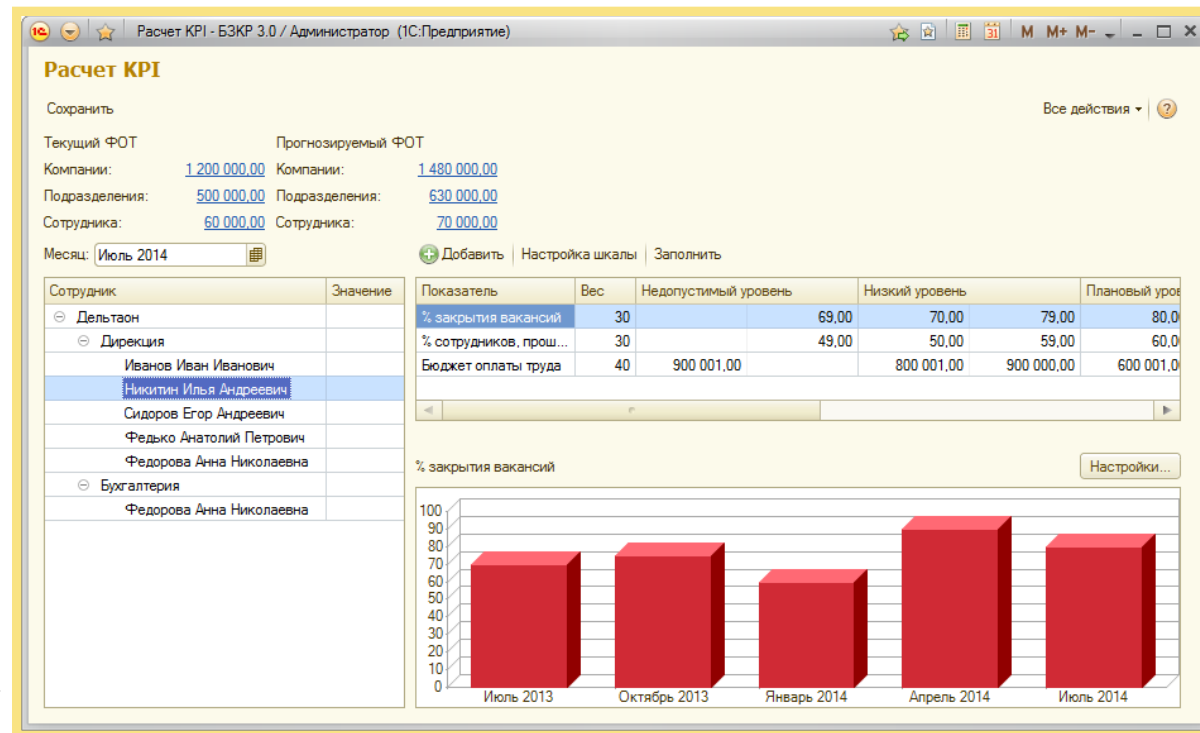 Расчет KPI - БЗКР 3.0 / Администратор (1С:Предприятие)
31 M M+ M-
Расчет KPI
Сохранить Все действия ?
Текущий ФОТ Прогнозируемый ФОТ
Компании: 1 200 000,00 Компании: 1 480 000,00
Подразделения: 500 000,00 Подразделения: 630 000,00
Сотрудника: 60 000,00 Сотрудника: 70 000,00
Месяц: Июль 2014 Добавить Настройка шкалы Заполнить
Сотрудник Значение
Дельтаон
Дирекция
Иванов Иван Иванович
Никитин Илья Андреевич
Сидоров Егор Андреевич
Федько Анатолий Петрович
Федорова Анна Николаевна
Бухгалтерия
Федорова Анна Николаевна
Показатель Вес Недопустимый уровень Низкий уровень Плановый уров
% закрытия вакансий 30 69,00 70,00 79,00 80,0
% сотрудников, прош... 30 49,00 50,00 59,00 60,0
Бюджет оплаты труда 40 900 001,00 800 001,00 900 000,00 600 001,0
% закрытия вакансий Настройки...
100
90
80
70
60
50
40
30
20
10
0
Июль 2013 Октябрь 2013 Январь 2014 Апрель 2014 Июль 2014